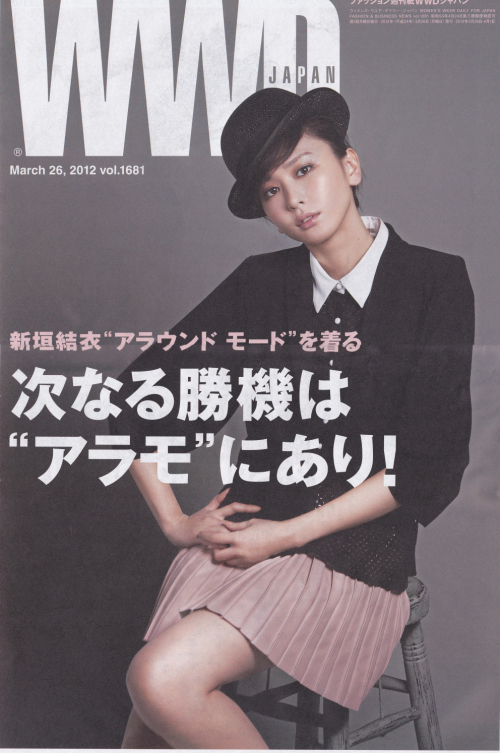 ファッション週刊紙WWDジャパン
WWD
JAPAN
®
March 26, 2012 vol.1681
新垣結衣“アラウンド モード”を着る
次なる勝機は
“アラモ”にあり!